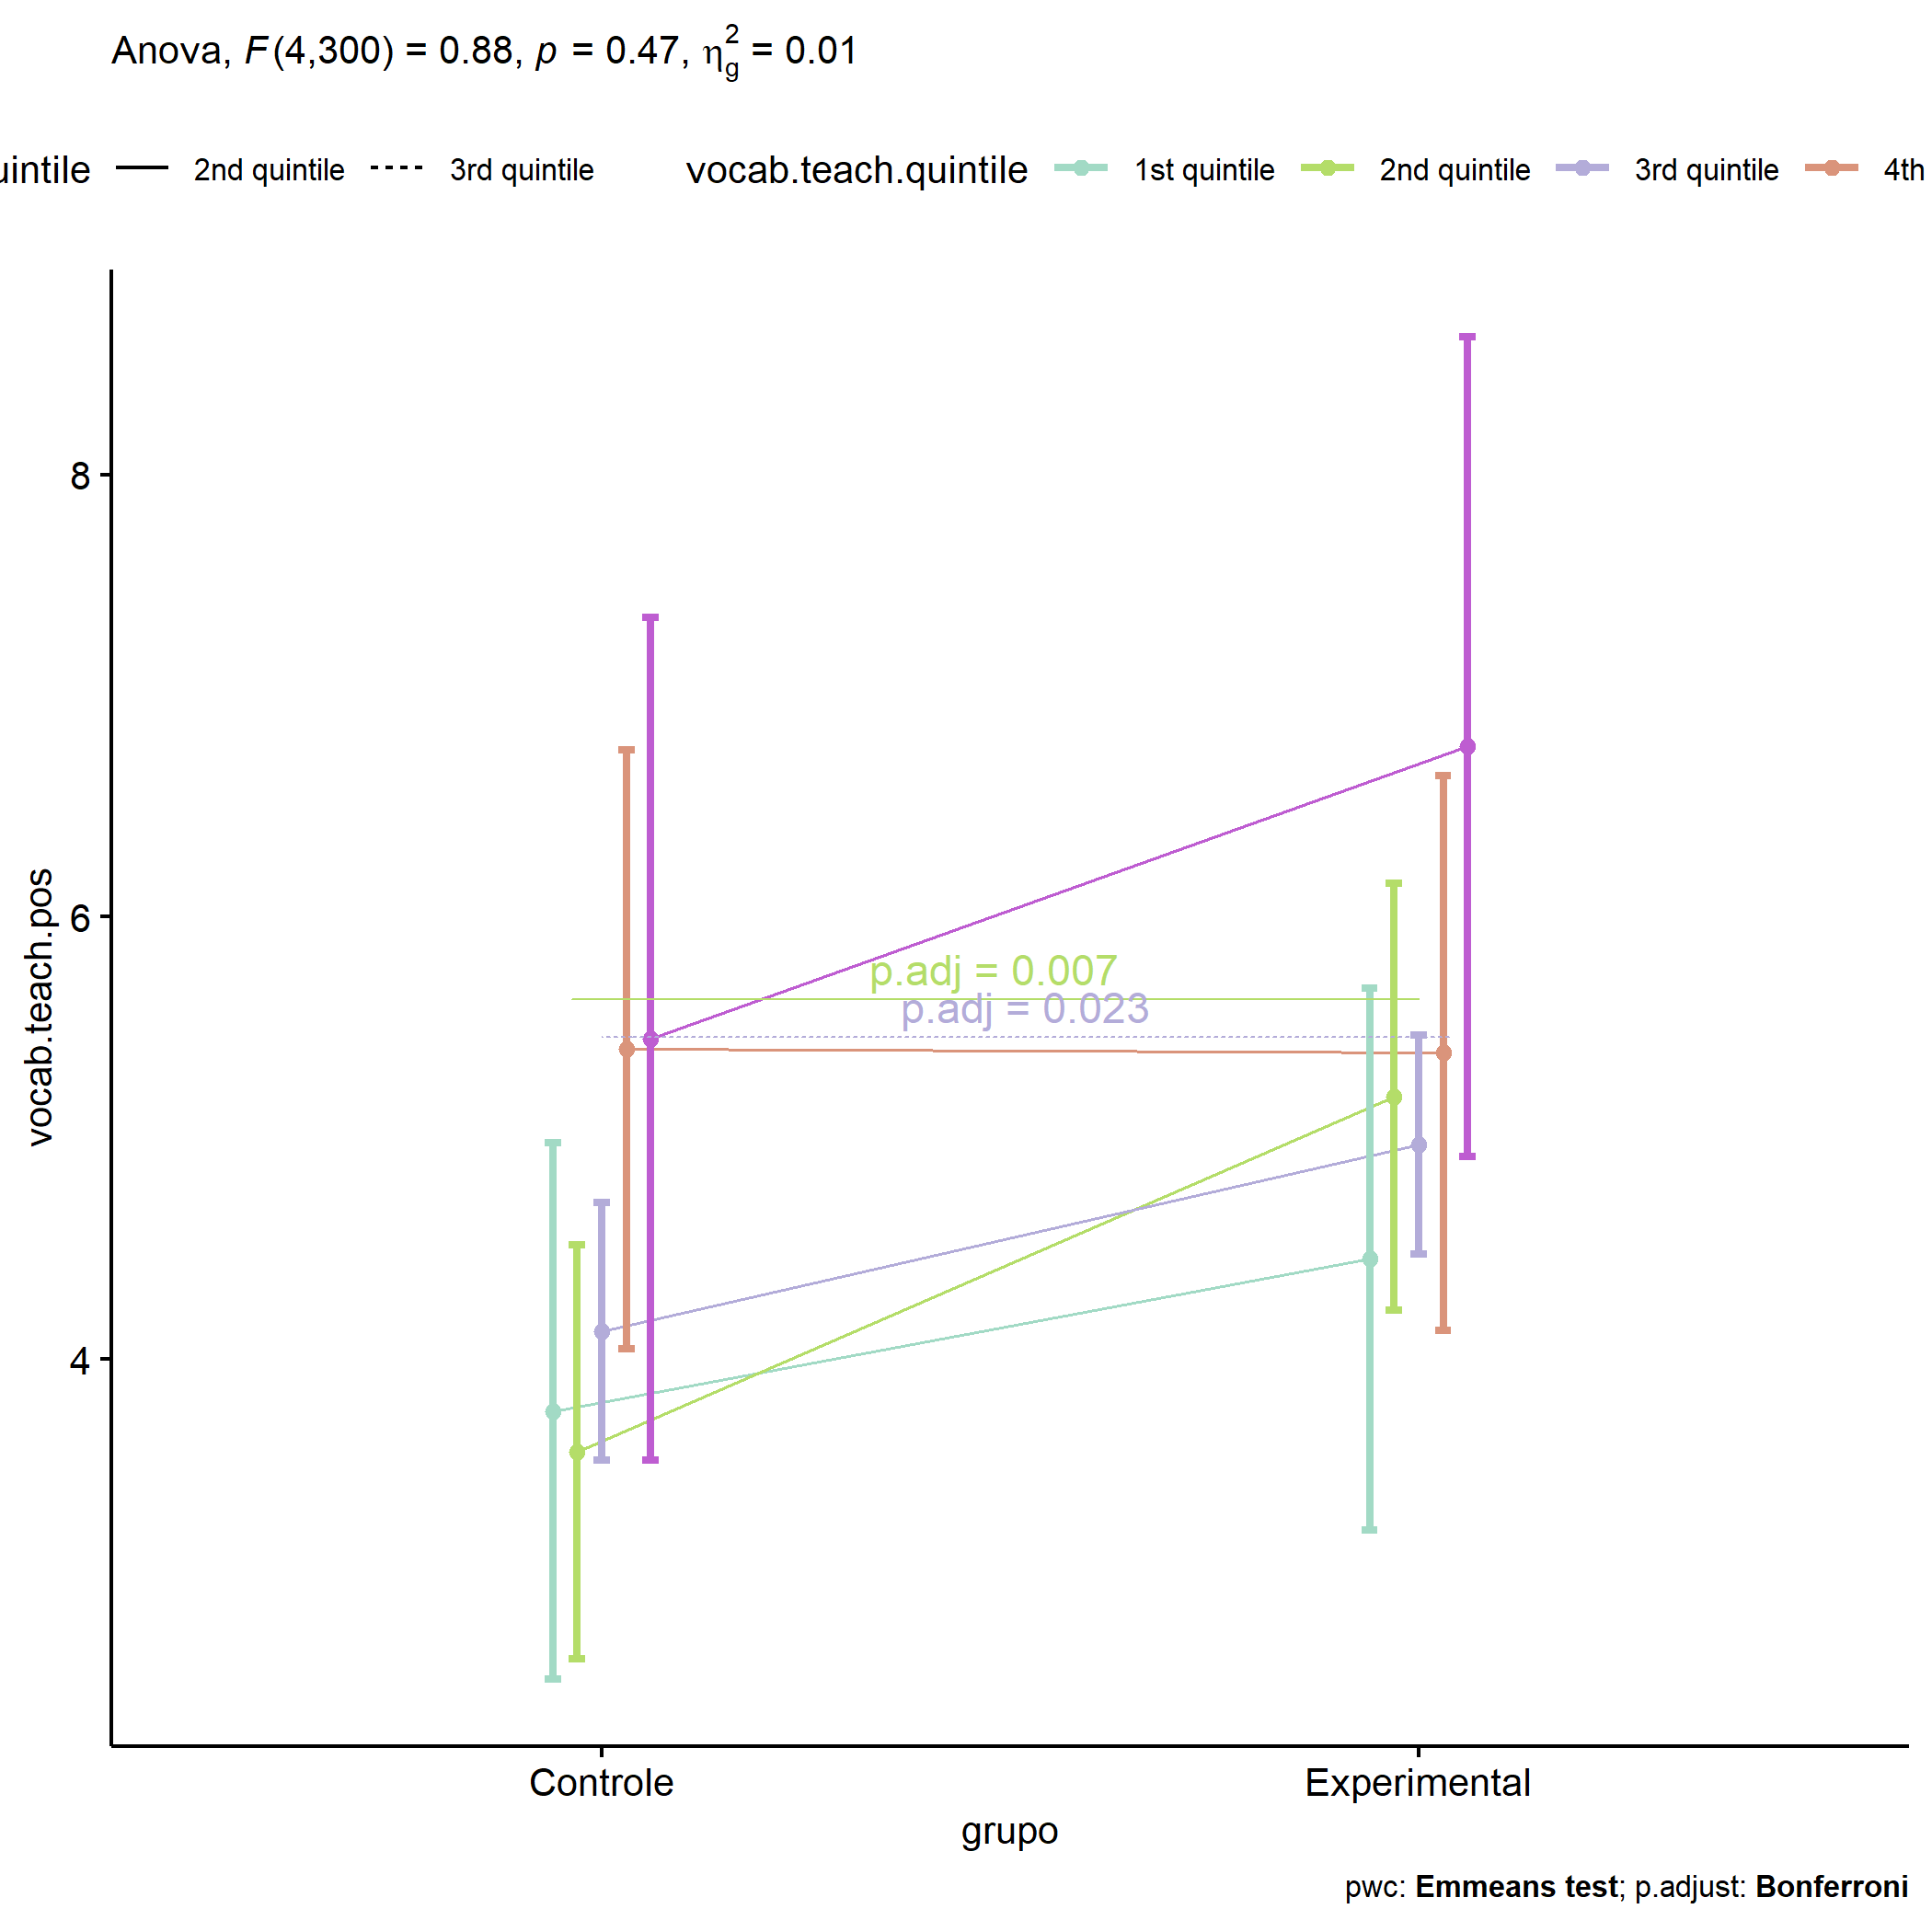 Anova, F(4,300) = 0.88, p = 0.47, η²g = 0.01
uintile 2nd quintile 3rd quintile vocab.teach.quintile 1st quintile 2nd quintile 3rd quintile 4th
8
6
4
vocab.teach.pos
p.adj = 0.007
p.adj = 0.023
Controle Experimental
grupo
pwc: Emmeans test; p.adjust: Bonferroni